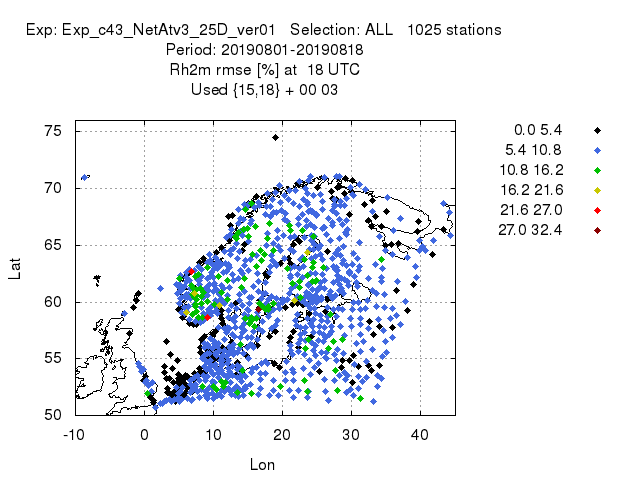 Exp: Exp_c43_NetAtv3_25D_ver01 Selection: ALL 1025 stations
Period: 20190801-20190818
Rh2m rmse [%] at 18 UTC
Used {15,18} + 00 03
75
70
65
60
55
50
Lat
-10 0 10 20 30 40
Lon
0.0 5.4
5.4 10.8
10.8 16.2
16.2 21.6
21.6 27.0
27.0 32.4